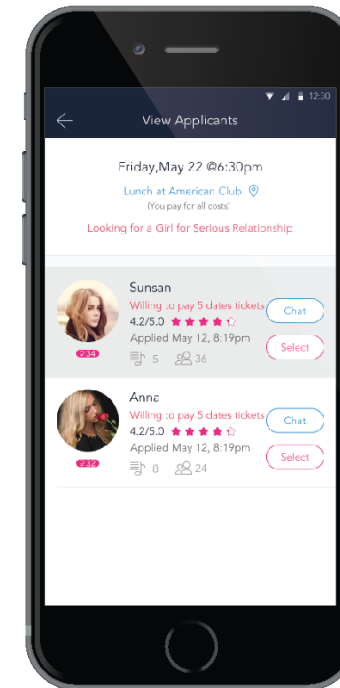 12:30
View Applicants
Friday,May 22 @6:30pm
Lunch at American Club
(You pay for all costs)
Looking for a Girl for Serious Relationship
Sunsan
Willing to pay 5 dates tickets
Chat
4.2/5.0
Applied May 12, 8:19pm
Select
34
5 36
Anna
Willing to pay 5 dates tickets
Chat
4.2/5.0
Applied May 12, 8:19pm
Select
32
8 24